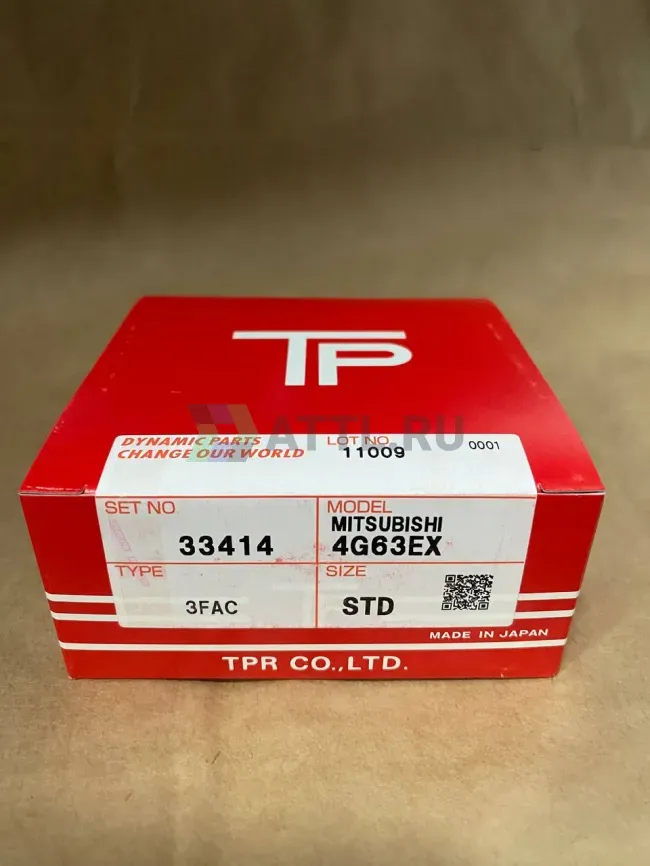 TP
ATTI.RU
DYNAMIC PARTS
CHANGE OUR WORLD
LOT NO.
11009
0001
SET NO
33414
MODEL
MITSUBISHI
4G63EX
TYPE
3FAC
SIZE
STD
MADE IN JAPAN
TPR CO.,LTD.